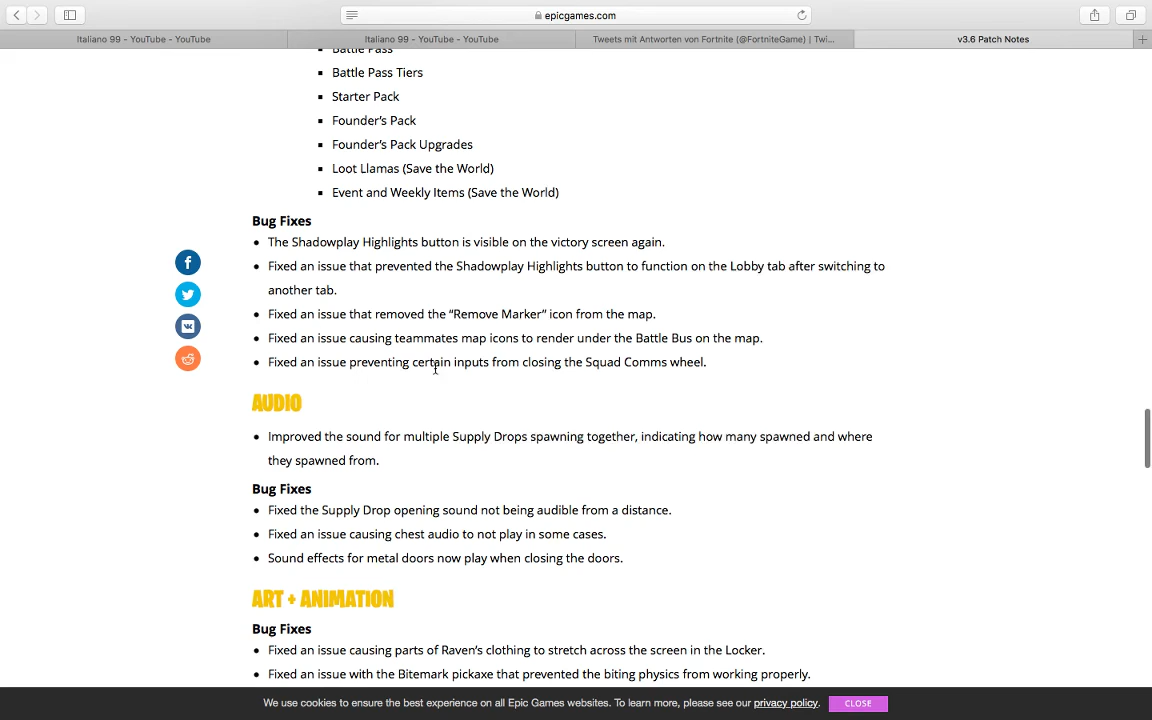 epicgames.com
Italiano 99 - YouTube - YouTube
Italiano 99 - YouTube - YouTube
Tweets mit Antworten von Fortnite (@FortniteGame) | Twi...
v3.6 Patch Notes
Battle Pass
Battle Pass Tiers
Starter Pack
Founder's Pack
Founder's Pack Upgrades
Loot Llamas (Save the World)
Event and Weekly Items (Save the World)
Bug Fixes
The Shadowplay Highlights button is visible on the victory screen again.
Fixed an issue that prevented the Shadowplay Highlights button to function on the Lobby tab after switching to
another tab.
Fixed an issue that removed the “Remove Marker” icon from the map.
Fixed an issue causing teammates map icons to render under the Battle Bus on the map.
Fixed an issue preventing certain inputs from closing the Squad Comms wheel.
AUDIO
Improved the sound for multiple Supply Drops spawning together, indicating how many spawned and where
they spawned from.
Bug Fixes
Fixed the Supply Drop opening sound not being audible from a distance.
Fixed an issue causing chest audio to not play in some cases.
Sound effects for metal doors now play when closing the doors.
ART + ANIMATION
Bug Fixes
Fixed an issue causing parts of Raven's clothing to stretch across the screen in the Locker.
Fixed an issue with the Bitemark pickaxe that prevented the biting physics from working properly.
We use cookies to ensure the best experience on all Epic Games websites. To learn more, please see our privacy policy.
CLOSE